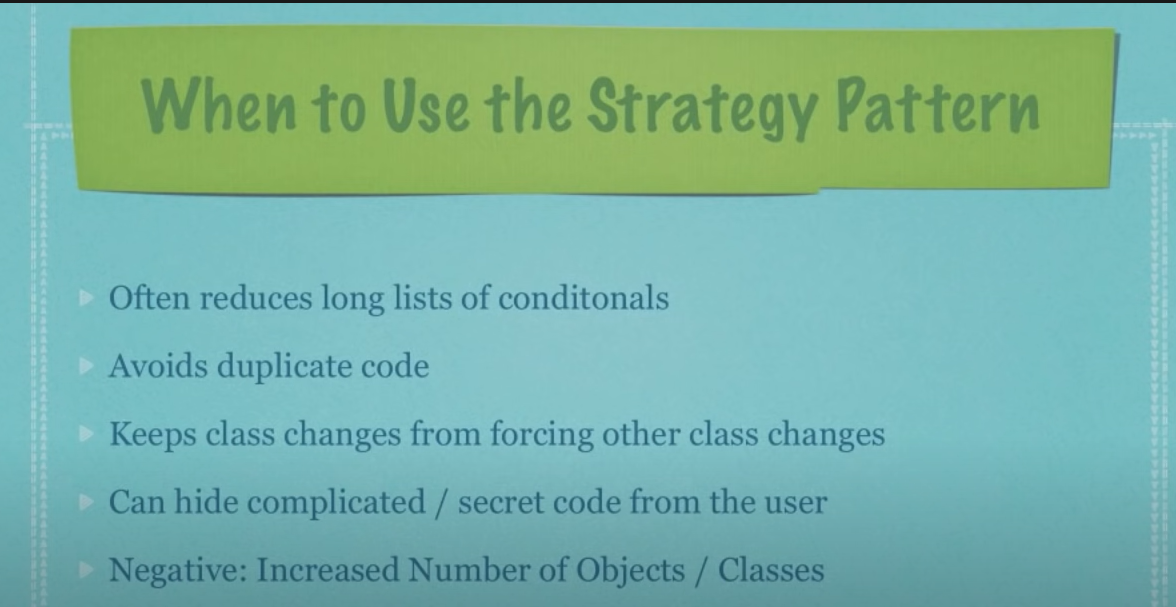 When to Use the Strategy Pattern
Often reduces long lists of conditonals
Avoids duplicate code
Keeps class changes from forcing other class changes
Can hide complicated / secret code from the user
Negative: Increased Number of Objects / Classes